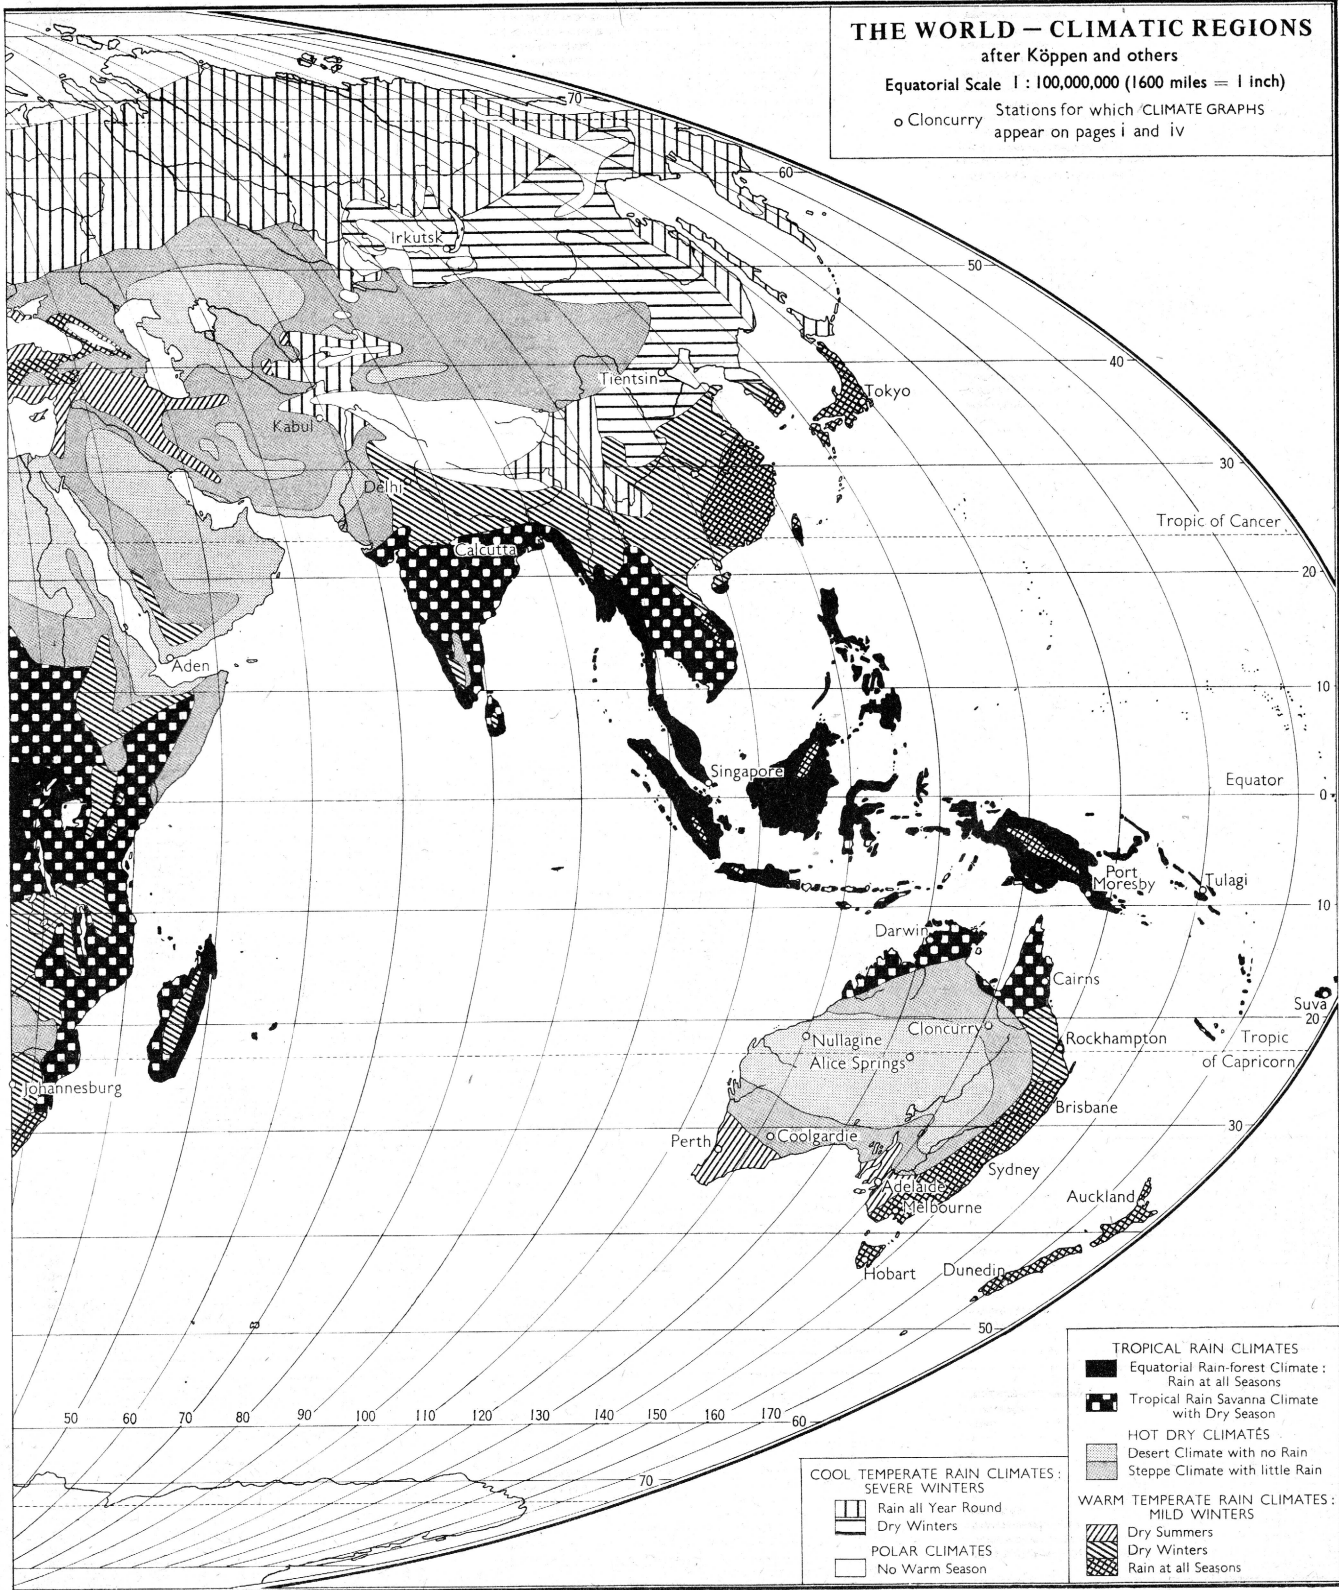 THE WORLD — CLIMATIC REGIONS
after Köppen and others
Equatorial Scale 1 : 100,000,000 (1600 miles = 1 inch)
Cloncurry Stations for which CLIMATE GRAPHS
appear on pages i and iv
70
60
Irkutsk
50
40
Tientsin
Tokyo
Kabul
30
Delhi
Tropic of Cancer
Calcutta
20
Aden
10
Singapore
Equator
0
Port
Moresby
Tulagi
10
Darwin
Cairns
Suva
20
Cloncurry
Nullagine
Rockhampton
Tropic
of Capricorn
Alice Springs
Johannesburg
Brisbane
30
Perth
Coolgardie
Sydney
Adelaide
Auckland
Melbourne
Hobart
Dunedin
50
50 60 70 80 90 100 110 120 130 140 150 160 170 60
70
TROPICAL RAIN CLIMATES
Equatorial Rain-forest Climate :
Rain at all Seasons
Tropical Rain Savanna Climate
with Dry Season
HOT DRY CLIMATES
Desert Climate with no Rain
Steppe Climate with little Rain
WARM TEMPERATE RAIN CLIMATES :
MILD WINTERS
Dry Summers
Dry Winters
Rain at all Seasons
COOL TEMPERATE RAIN CLIMATES :
SEVERE WINTERS
Rain all Year Round
Dry Winters
POLAR CLIMATES
No Warm Season